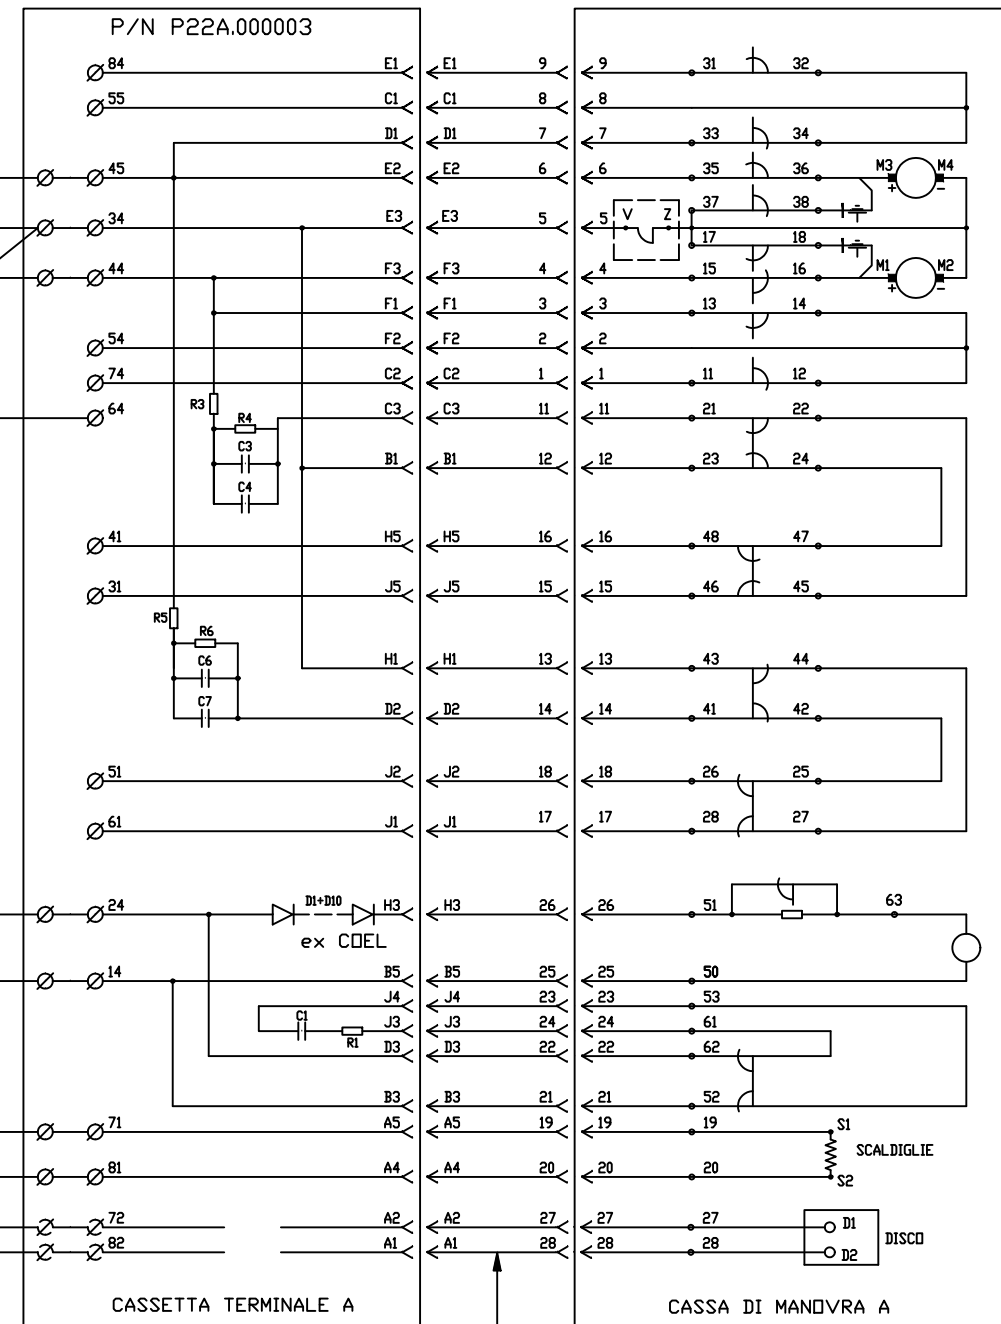 P/N P22A.000003
84 E1 E1 9 9 31 32
55 C1 C1 8 8
D1 D1 7 7 33 34
45 E2 E2 6 6 35 36 M3 M4
+ -
37 38
34 E3 E3 5 5 V Z
17 18
44 F3 F3 4 4 15 16 M1 M2
+ -
F1 F1 3 3 13 14
54 F2 F2 2 2
74 C2 C2 1 1 11 12
R3
64 C3 C3 11 11 21 22
R4
C3
B1 B1 12 12 23 24
C4
41 H5 H5 16 16 48 47
31 J5 J5 15 15 46 45
R5
R6
C6
H1 H1 13 13 43 44
C7
D2 D2 14 14 41 42
51 J2 J2 18 18 26 25
61 J1 J1 17 17 28 27
24 D1+D10 H3 H3 26 26 51 63
ex COEL
14 B5 B5 25 25 50
J4 J4 23 23 53
C1 R1 J3 J3 24 24 61
D3 D3 22 22 62
B3 B3 21 21 52
71 A5 A5 19 19 19 S1
SCALDIGLIE
81 A4 A4 20 20 20 S2
72 A2 A2 27 27 27 D1
DISCO
82 A1 A1 28 28 28 D2
CASSETTA TERMINALE A
CASSA DI MANOVRA A